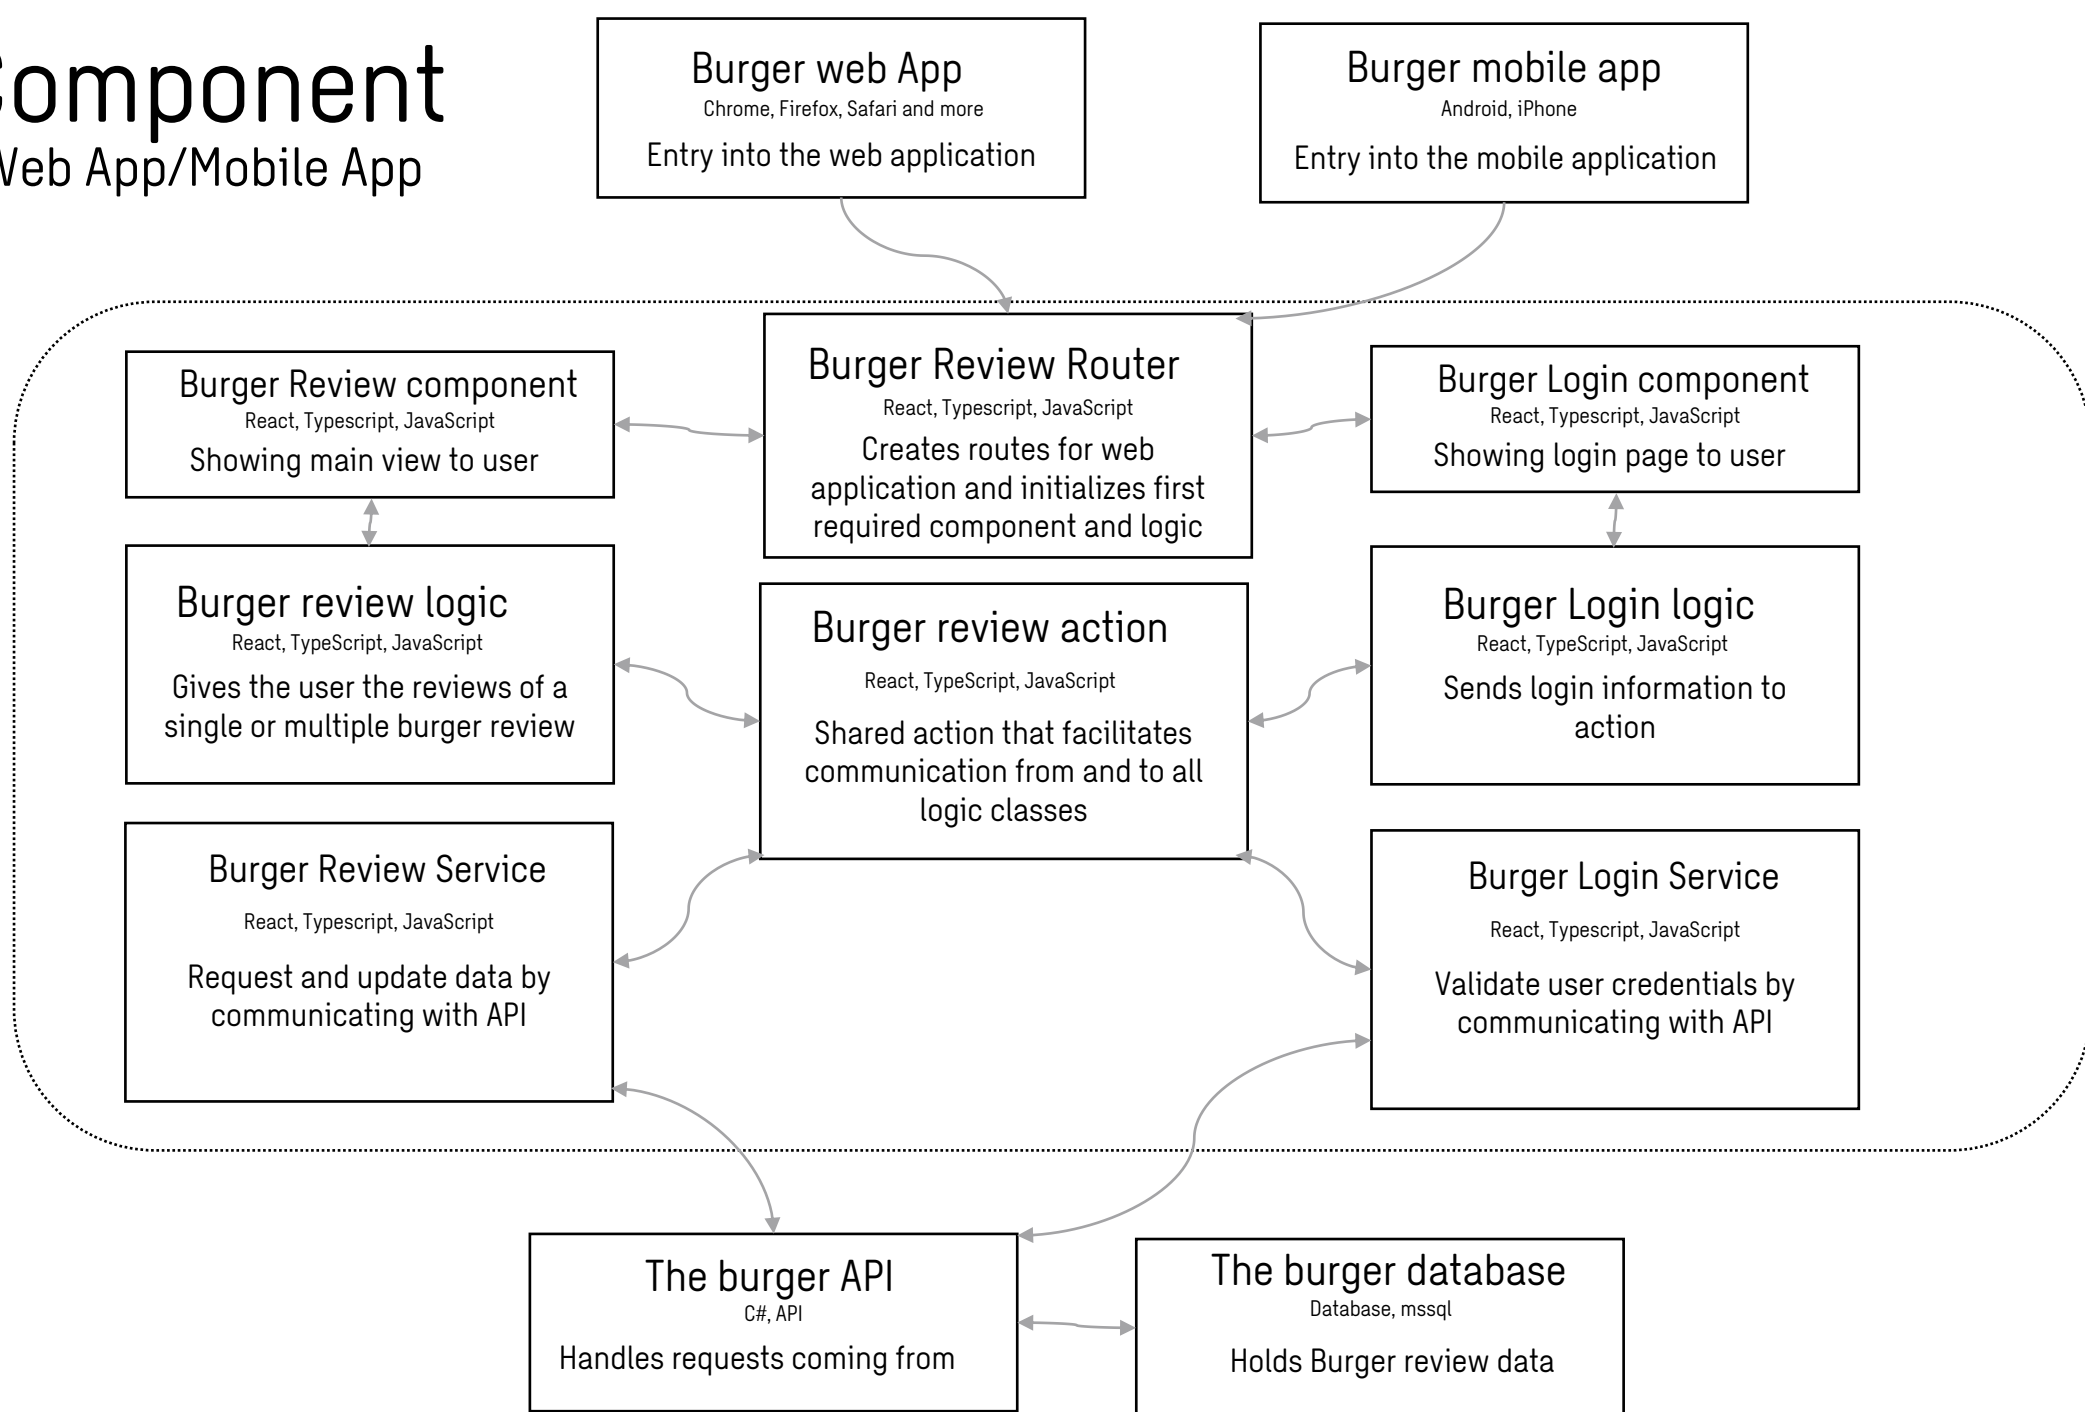 Component
Web App/Mobile App
Burger web App
Chrome, Firefox, Safari and more
Entry into the web application
Burger mobile app
Android, iPhone
Entry into the mobile application
Burger Review component
React, Typescript, JavaScript
Showing main view to user
Burger Review Router
React, Typescript, JavaScript
Creates routes for web
application and initializes first
required component and logic
Burger Login component
React, Typescript, JavaScript
Showing login page to user
Burger review logic
React, TypeScript, JavaScript
Gives the user the reviews of a
single or multiple burger review
Burger review action
React, TypeScript, JavaScript
Shared action that facilitates
communication from and to all
logic classes
Burger Login logic
React, TypeScript, JavaScript
Sends login information to
action
Burger Review Service
React, Typescript, JavaScript
Request and update data by
communicating with API
Burger Login Service
React, Typescript, JavaScript
Validate user credentials by
communicating with API
The burger API
C#, API
Handles requests coming from
The burger database
Database, mssql
Holds Burger review data